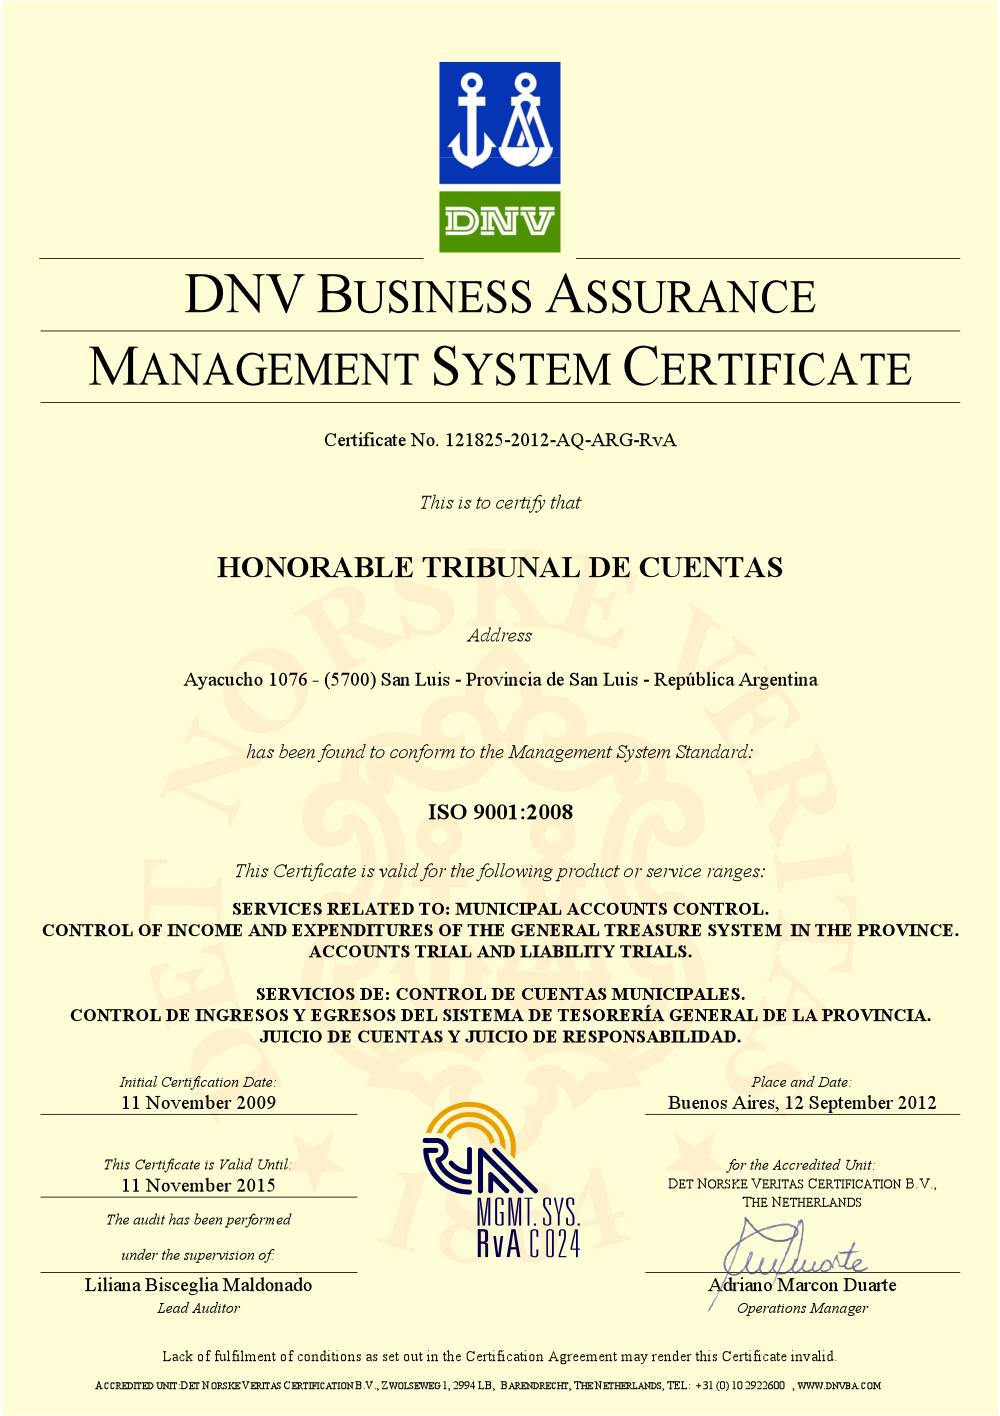 DNV
DNV BUSINESS ASSURANCE
MANAGEMENT SYSTEM CERTIFICATE
Certificate No. 121825-2012-AQ-ARG-RvA
This is to certify that
HONORABLE TRIBUNAL DE CUENTAS
Address
Ayacucho 1076 - (5700) San Luis - Provincia de San Luis - República Argentina
has been found to conform to the Management System Standard:
ISO 9001:2008
This Certificate is valid for the following product or service ranges:
SERVICES RELATED TO: MUNICIPAL ACCOUNTS CONTROL.
CONTROL OF INCOME AND EXPENDITURES OF THE GENERAL TREASURE SYSTEM IN THE PROVINCE.
ACCOUNTS TRIAL AND LIABILITY TRIALS.
SERVICIOS DE: CONTROL DE CUENTAS MUNICIPALES.
CONTROL DE INGRESOS Y EGRESOS DEL SISTEMA DE TESORERÍA GENERAL DE LA PROVINCIA.
JUICIO DE CUENTAS Y JUICIO DE RESPONSABILIDAD.
Initial Certification Date:
11 November 2009
Place and Date:
Buenos Aires, 12 September 2012
This Certificate is Valid Until:
11 November 2015
for the Accredited Unit:
DET NORSKE VERITAS CERTIFICATION B.V.,
THE NETHERLANDS
The audit has been performed
under the supervision of:
Liliana Bisceglia Maldonado
Lead Auditor
RvA
MGMT. SYS.
RvA C 024
Adriano Marcon Duarte
Operations Manager
Lack of fulfilment of conditions as set out in the Certification Agreement may render this Certificate invalid.
ACCREDITED UNIT:DET NORSKE VERITAS CERTIFICATION B.V., ZWOLSEWEG 1, 2994 LB, BARENDRECHT, THE NETHERLANDS, TEL: +31 (0) 10 2922600 , WWW.DNVBA.COM
DET NORSKE VERITAS
1864